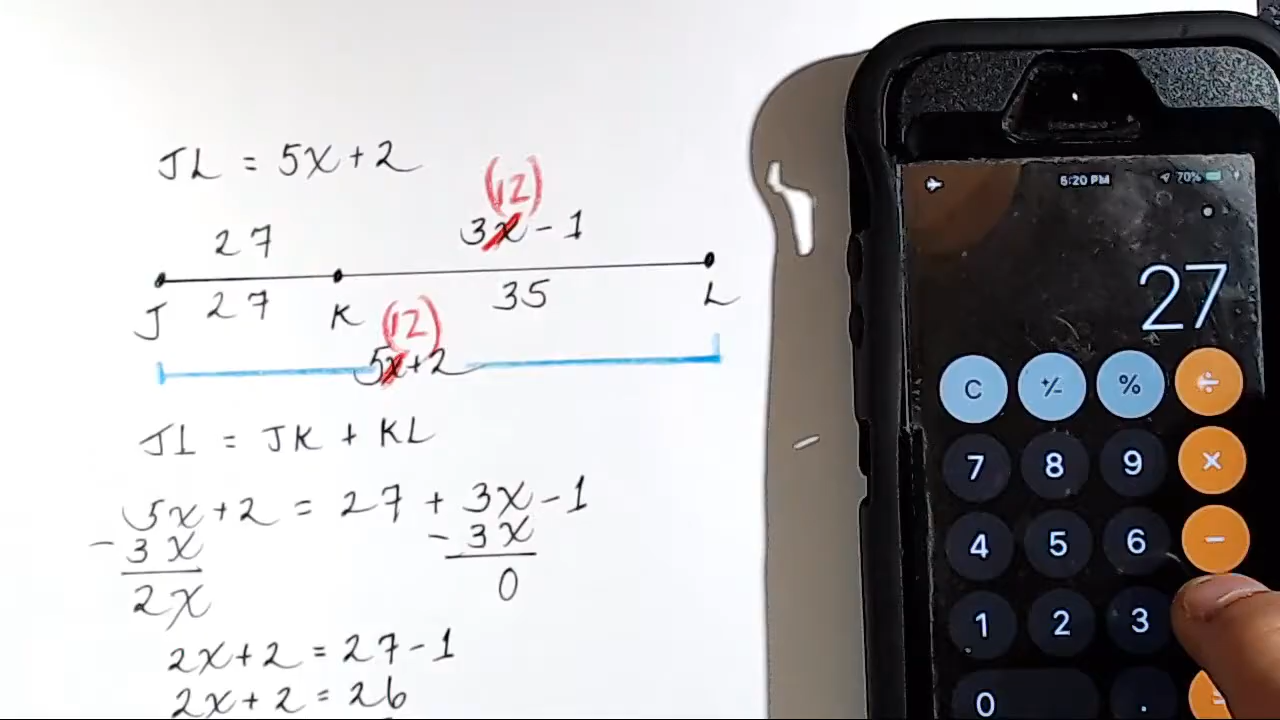 JL = 5x+2
(12)
27 3x-1
27 35
J K L
(12)
5x+2
JL = JK + KL
5x+2 = 27 + 3x-1
-3x -3x
2x 0
2x+2 = 27-1
2x+2 = 26
6:20 PM 70%
27
C +/- % ÷
7 8 9 ×
4 5 6 −
1 2 3
0 . =